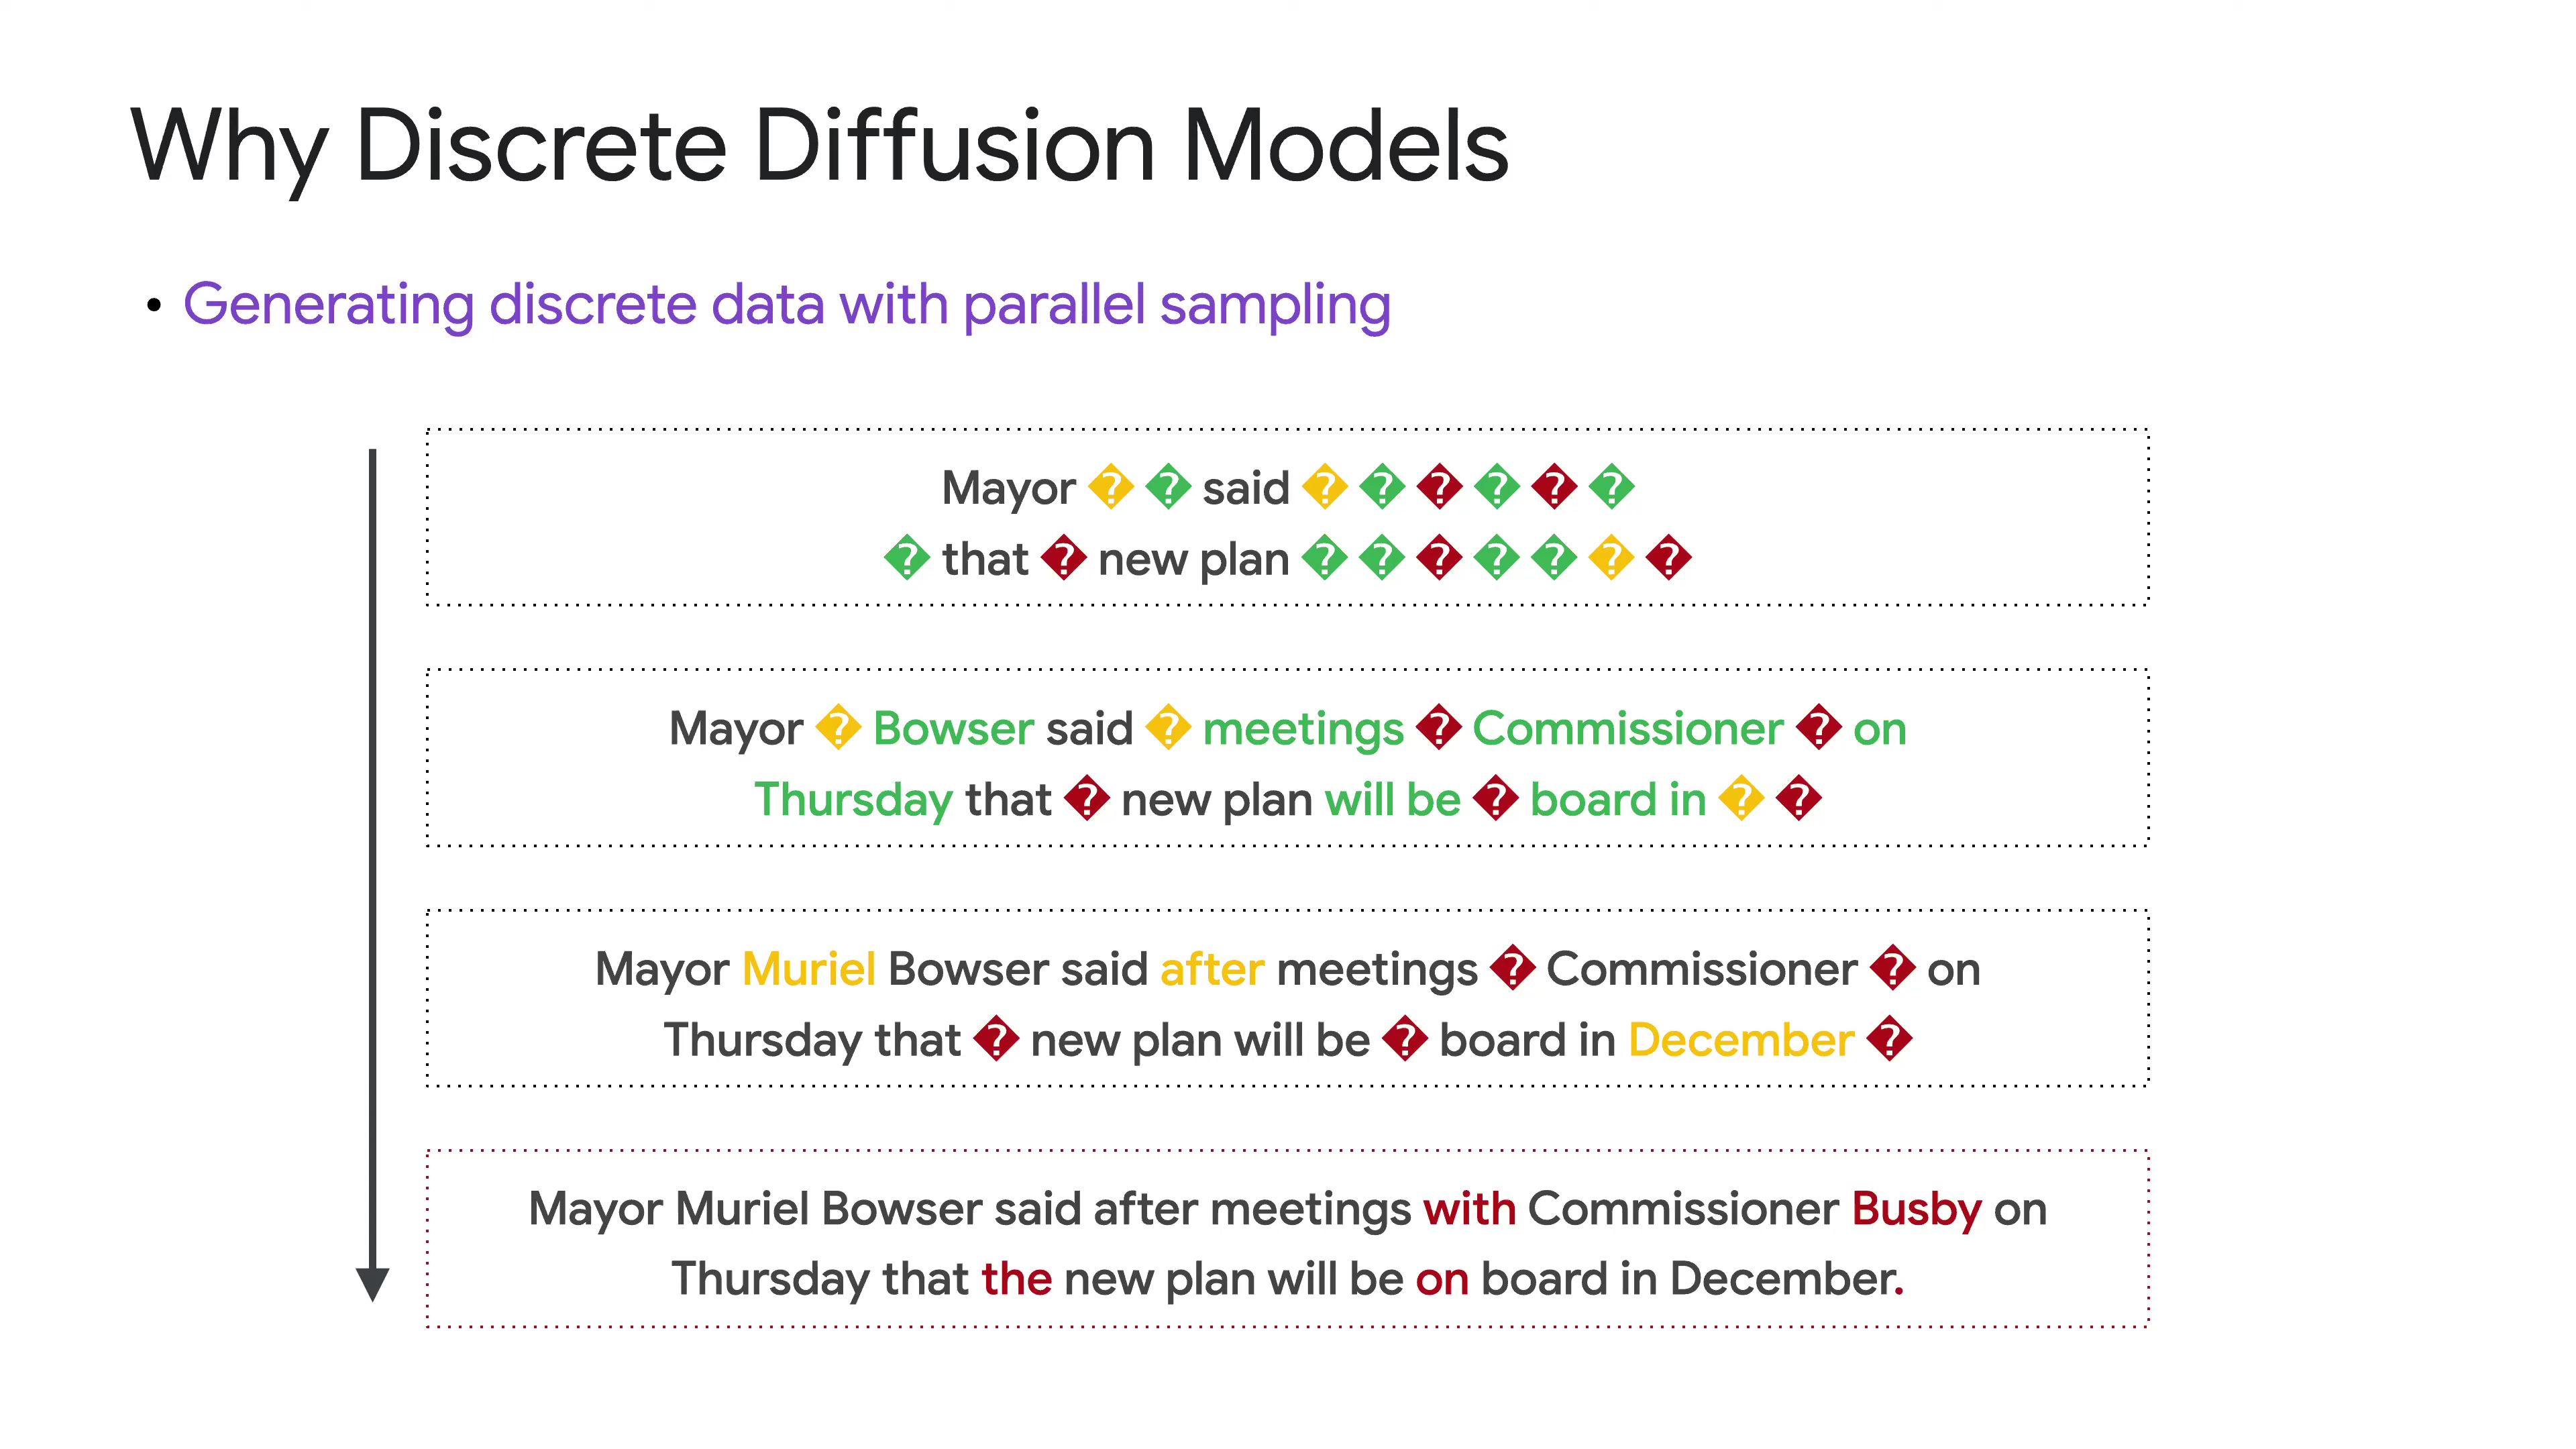 Why Discrete Diffusion Models
• Generating discrete data with parallel sampling
Mayor � � said � � � � � �
� that � new plan � � � � � � �
Mayor � Bowser said � meetings � Commissioner � on
Thursday that � new plan will be � board in � �
Mayor Muriel Bowser said after meetings � Commissioner � on
Thursday that � new plan will be � board in December �
Mayor Muriel Bowser said after meetings with Commissioner Busby on
Thursday that the new plan will be on board in December.